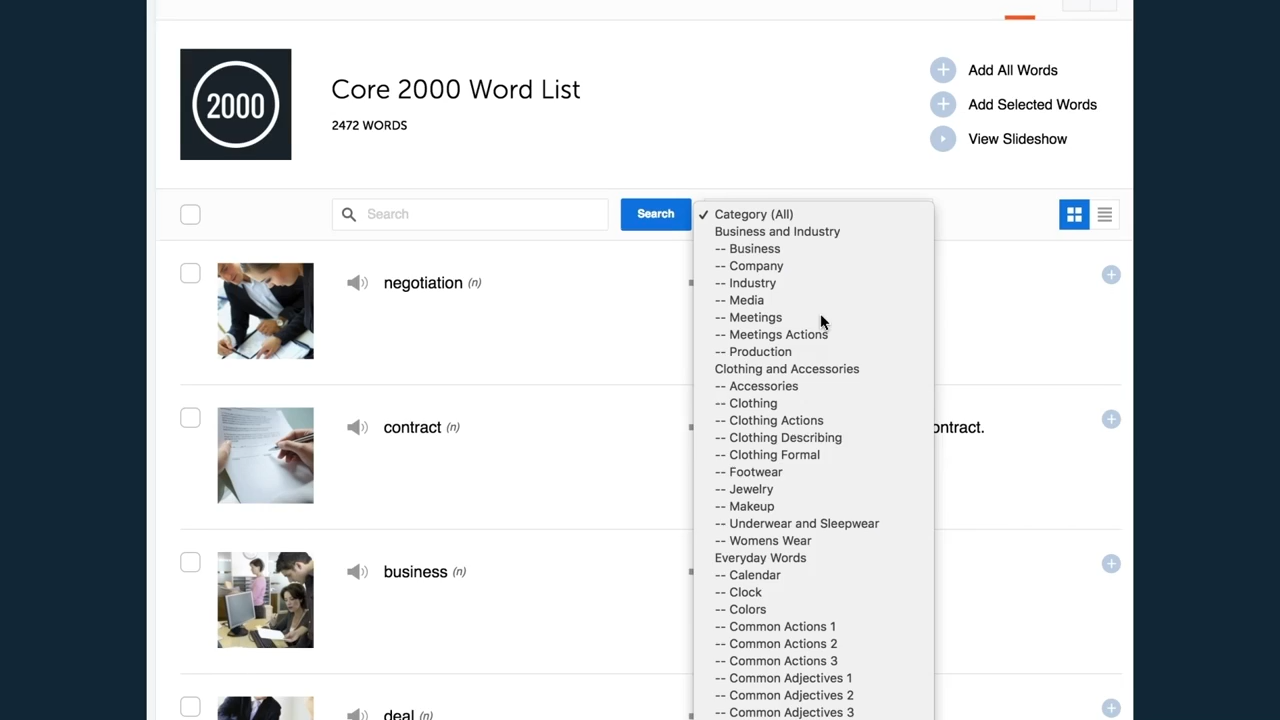 2000
Core 2000 Word List
2472 WORDS
Add All Words
Add Selected Words
View Slideshow
Search
Search
✓ Category (All)
Business and Industry
-- Business
-- Company
-- Industry
-- Media
-- Meetings
-- Meetings Actions
-- Production
Clothing and Accessories
-- Accessories
-- Clothing
-- Clothing Actions
-- Clothing Describing
-- Clothing Formal
-- Footwear
-- Jewelry
-- Makeup
-- Underwear and Sleepwear
-- Womens Wear
Everyday Words
-- Calendar
-- Clock
-- Colors
-- Common Actions 1
-- Common Actions 2
-- Common Actions 3
-- Common Adjectives 1
-- Common Adjectives 2
-- Common Adjectives 3
negotiation (n)
contract (n)
ontract.
business (n)
deal (n)